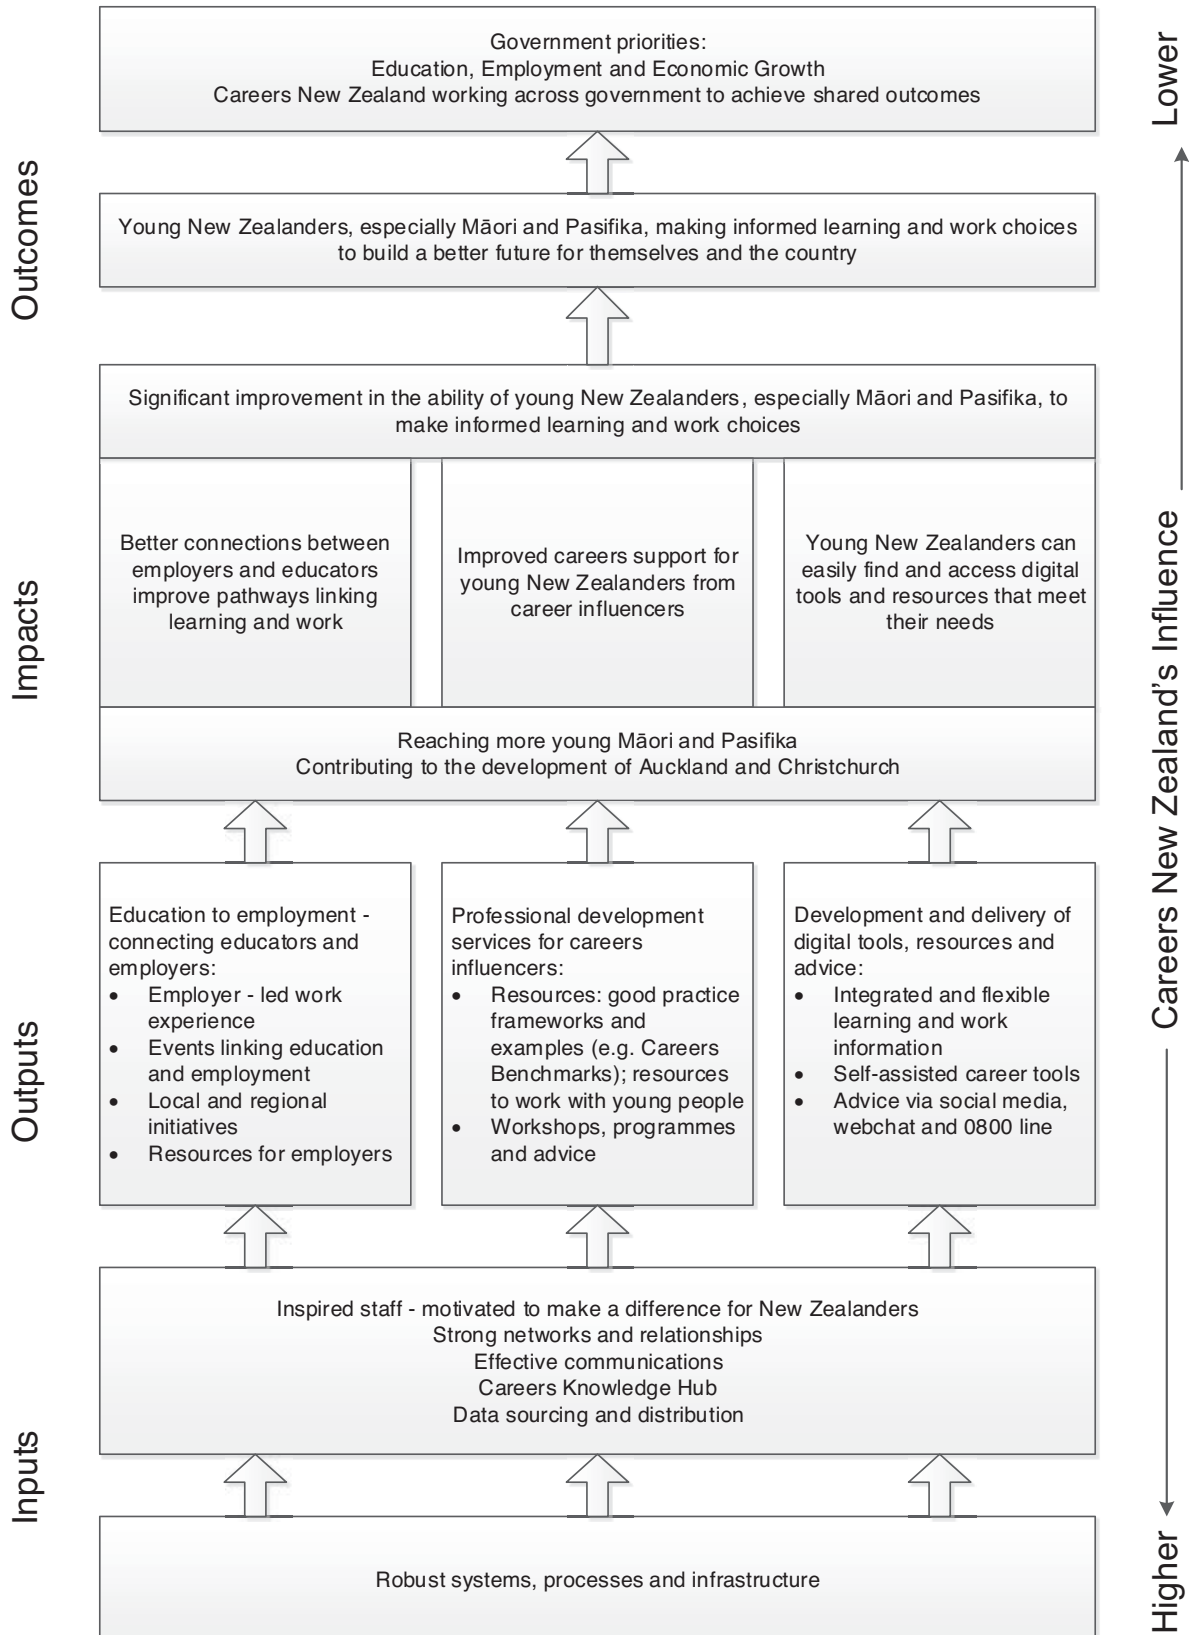 Government priorities:
Education, Employment and Economic Growth
Careers New Zealand working across government to achieve shared outcomes
Outcomes
Young New Zealanders, especially Māori and Pasifika, making informed learning and work choices
to build a better future for themselves and the country
Significant improvement in the ability of young New Zealanders, especially Māori and Pasifika, to
make informed learning and work choices
Impacts
Better connections between
employers and educators
improve pathways linking
learning and work
Improved careers support for
young New Zealanders from
career influencers
Young New Zealanders can
easily find and access digital
tools and resources that meet
their needs
Reaching more young Māori and Pasifika
Contributing to the development of Auckland and Christchurch
Outputs
Education to employment -
connecting educators and
employers:
• Employer - led work
experience
• Events linking education
and employment
• Local and regional
initiatives
• Resources for employers
Professional development
services for careers
influencers:
• Resources: good practice
frameworks and
examples (e.g. Careers
Benchmarks); resources
to work with young people
• Workshops, programmes
and advice
Development and delivery of
digital tools, resources and
advice:
• Integrated and flexible
learning and work
information
• Self-assisted career tools
• Advice via social media,
webchat and 0800 line
Inputs
Inspired staff - motivated to make a difference for New Zealanders
Strong networks and relationships
Effective communications
Careers Knowledge Hub
Data sourcing and distribution
Robust systems, processes and infrastructure
Lower
Careers New Zealand's Influence
Higher